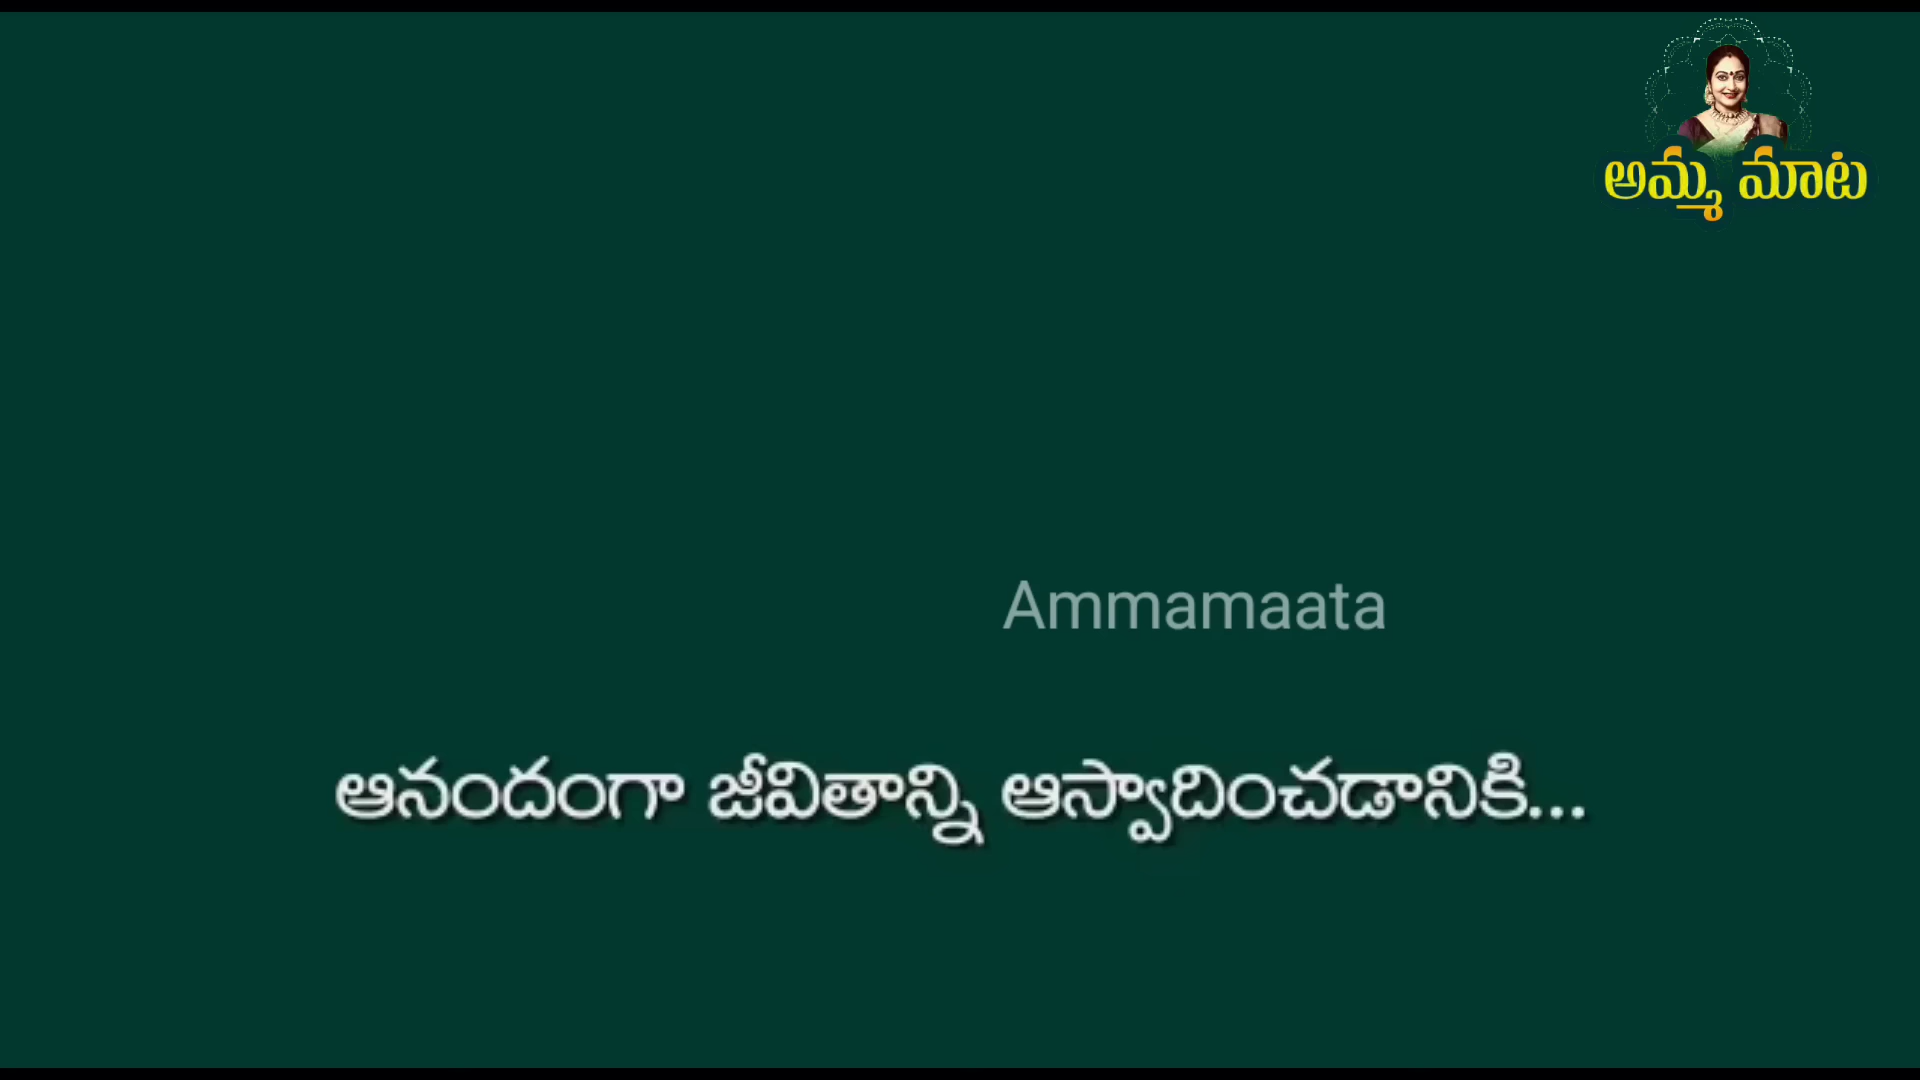 అమ్మ మాట
Ammamaata
ఆనందంగా జీవితాన్ని ఆస్వాదించడానికి...